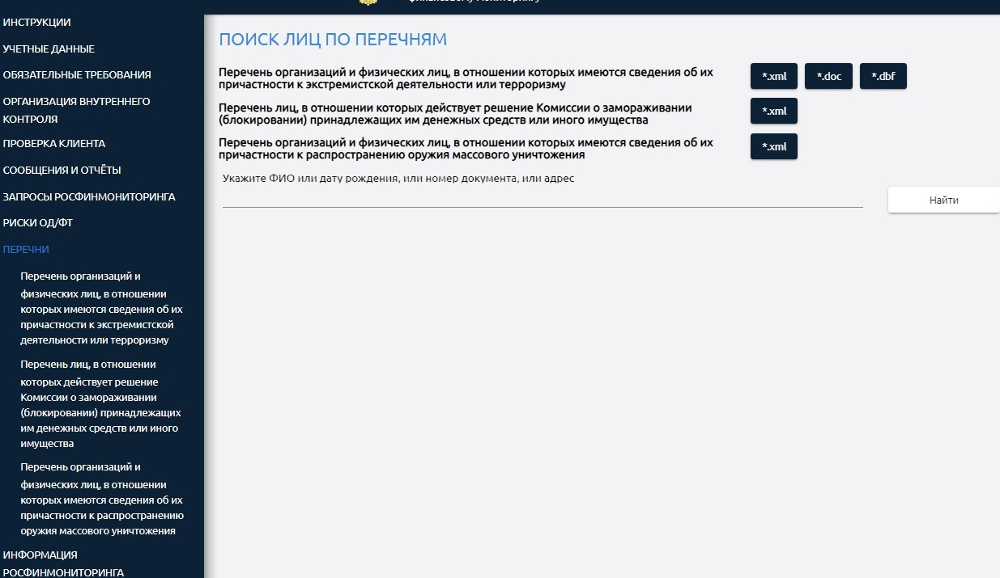 финансовому мониторингу
ИНСТРУКЦИИ
УЧЕТНЫЕ ДАННЫЕ
ОБЯЗАТЕЛЬНЫЕ ТРЕБОВАНИЯ
ОРГАНИЗАЦИЯ ВНУТРЕННЕГО
КОНТРОЛЯ
ПРОВЕРКА КЛИЕНТА
СООБЩЕНИЯ И ОТЧЁТЫ
ЗАПРОСЫ РОСФИНМОНИТОРИНГА
РИСКИ ОД/ФТ
ПЕРЕЧНИ
Перечень организаций и
физических лиц, в отношении
которых имеются сведения об их
причастности к экстремистской
деятельности или терроризму
Перечень лиц, в отношении
которых действует решение
Комиссии о замораживании
(блокировании) принадлежащих
им денежных средств или иного
имущества
Перечень организаций и
физических лиц, в отношении
которых имеются сведения об их
причастности к распространению
оружия массового уничтожения
ИНФОРМАЦИЯ
РОСФИНМОНИТОРИНГА
ПОИСК ЛИЦ ПО ПЕРЕЧНЯМ
Перечень организаций и физических лиц, в отношении которых имеются сведения об их
причастности к экстремистской деятельности или терроризму
*.xml *.doc *.dbf
Перечень лиц, в отношении которых действует решение Комиссии о замораживании
(блокировании) принадлежащих им денежных средств или иного имущества
*.xml
Перечень организаций и физических лиц, в отношении которых имеются сведения об их
причастности к распространению оружия массового уничтожения
*.xml
Укажите ФИО или дату рождения, или номер документа, или адрес
Найти